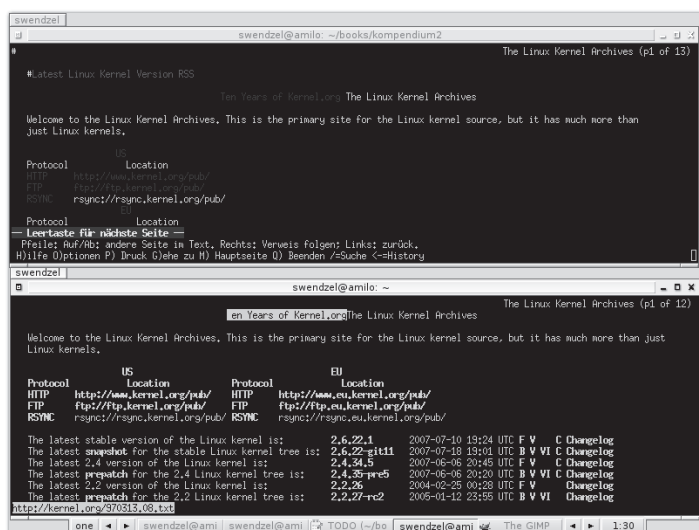 swendzel
swendzel@amilo: ~/books/kompendium2
# The Linux Kernel Archives (p1 of 13)
#Latest Linux Kernel Version RSS
Ten Years of Kernel.org The Linux Kernel Archives
Welcome to the Linux Kernel Archives. This is the primary site for the Linux kernel source, but it has much more than
just Linux kernels.
US
Protocol Location
HTTP http://www.kernel.org/pub/
FTP ftp://ftp.kernel.org/pub/
RSYNC rsync://rsync.kernel.org/pub/
EU
Protocol Location
— Leertaste für nächste Seite —
Pfeile: Auf/Ab: andere Seite im Text. Rechts: Verweis folgen; Links: zurück.
H)ilfe O)ptionen P) Druck G)ehe zu M) Hauptseite Q) Beenden /=Suche <-=History
swendzel
swendzel@amilo: ~
The Linux Kernel Archives (p1 of 12)
en Years of Kernel.orgThe Linux Kernel Archives
Welcome to the Linux Kernel Archives. This is the primary site for the Linux kernel source, but it has much more than just
Linux kernels.
US EU
Protocol Location Protocol Location
HTTP http://www.kernel.org/pub/ HTTP http://www.eu.kernel.org/pub/
FTP ftp://ftp.kernel.org/pub/ FTP ftp://ftp.eu.kernel.org/pub/
RSYNC rsync://rsync.kernel.org/pub/ RSYNC rsync://rsync.eu.kernel.org/pub/
The latest stable version of the Linux kernel is: 2.6.22.1 2007-07-10 19:24 UTC F V C Changelog
The latest snapshot for the stable Linux kernel tree is: 2.6.22-git11 2007-07-18 19:01 UTC B V VI C Changelog
The latest 2.4 version of the Linux kernel is: 2.4.34.5 2007-06-06 20:45 UTC F V C Changelog
The latest prepatch for the 2.4 Linux kernel tree is: 2.4.35-pre5 2007-06-06 20:20 UTC B V VI C Changelog
The latest 2.2 version of the Linux kernel is: 2.2.26 2004-02-25 00:28 UTC F V C Changelog
The latest prepatch for the 2.2 Linux kernel tree is: 2.2.27-rc2 2005-01-12 23:55 UTC B V VI C Changelog
http://kernel.org/970313.08.txt
one swendzel@ami swendzel@ami TODO (~/bo swendzel@ami The GIMP 1:30